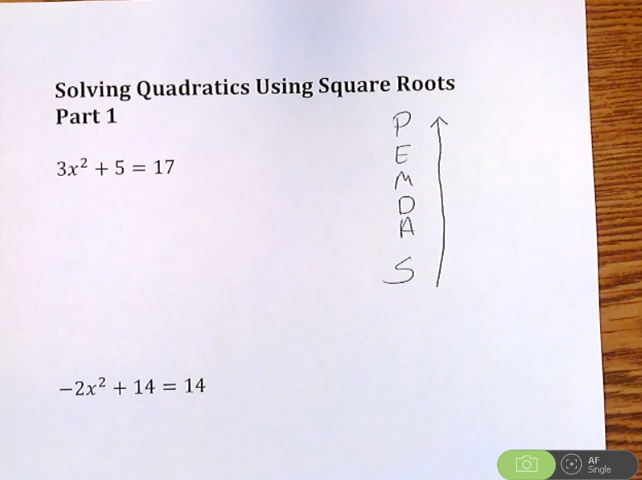 Solving Quadratics Using Square Roots
Part 1
3x² + 5 = 17
P
E
M
D
A
S
−2x² + 14 = 14
AF
Single